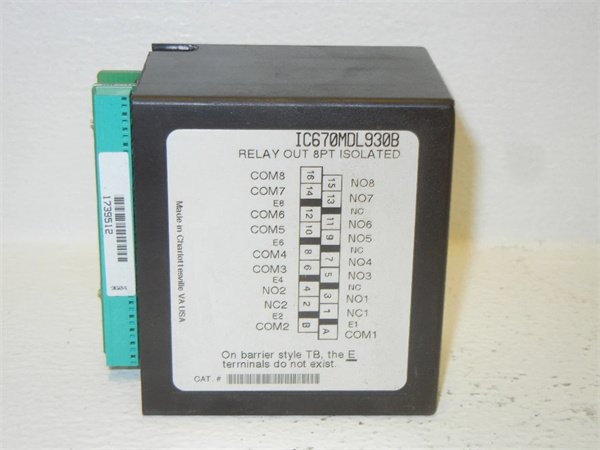 IC670MDL930B
RELAY OUT 8PT ISOLATED
COM8 16 15 NO8
COM7 14 13 NO7
E8 NC
COM6 12 11 NO6
COM5 10 9 NO5
E6 NC
COM4 8 7 NO4
COM3 6 5 NO3
E4 NC
NO2 4 3 NO1
NC2 2 1 NC1
E2 E1
COM2 B A COM1
On barrier style TB, the E
terminals do not exist.
CAT. #
Made in Charlottesville VA USA
1739512